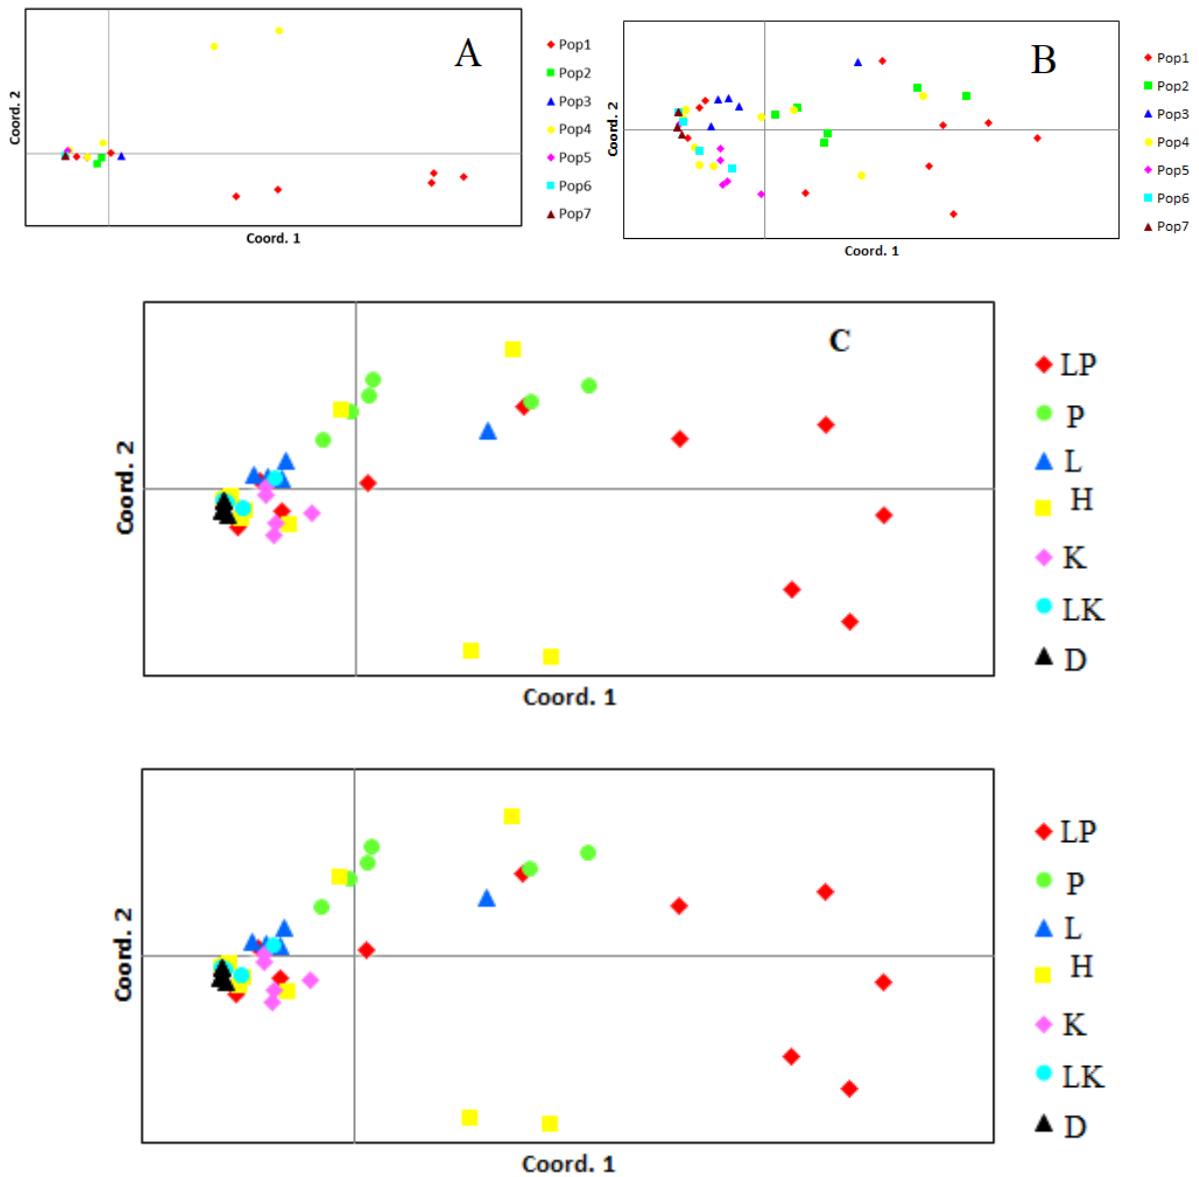 A
Coord. 2
Coord. 1
Pop1
Pop2
Pop3
Pop4
Pop5
Pop6
Pop7
B
Coord. 2
Coord. 1
Pop1
Pop2
Pop3
Pop4
Pop5
Pop6
Pop7
C
Coord. 2
Coord. 1
LP
P
L
H
K
LK
D
Coord. 2
Coord. 1
LP
P
L
H
K
LK
D